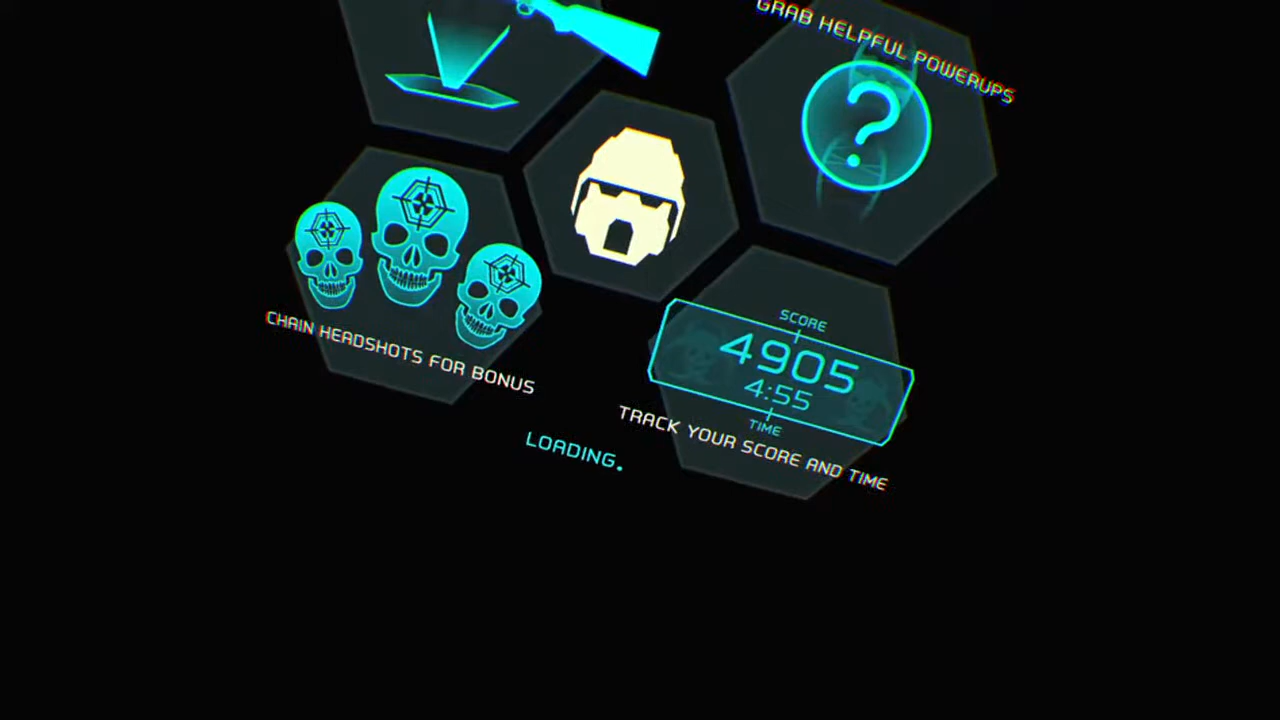 GRAB HELPFUL POWERUPS
?
CHAIN HEADSHOTS FOR BONUS
SCORE
4905
4:55
TIME
TRACK YOUR SCORE AND TIME
LOADING.